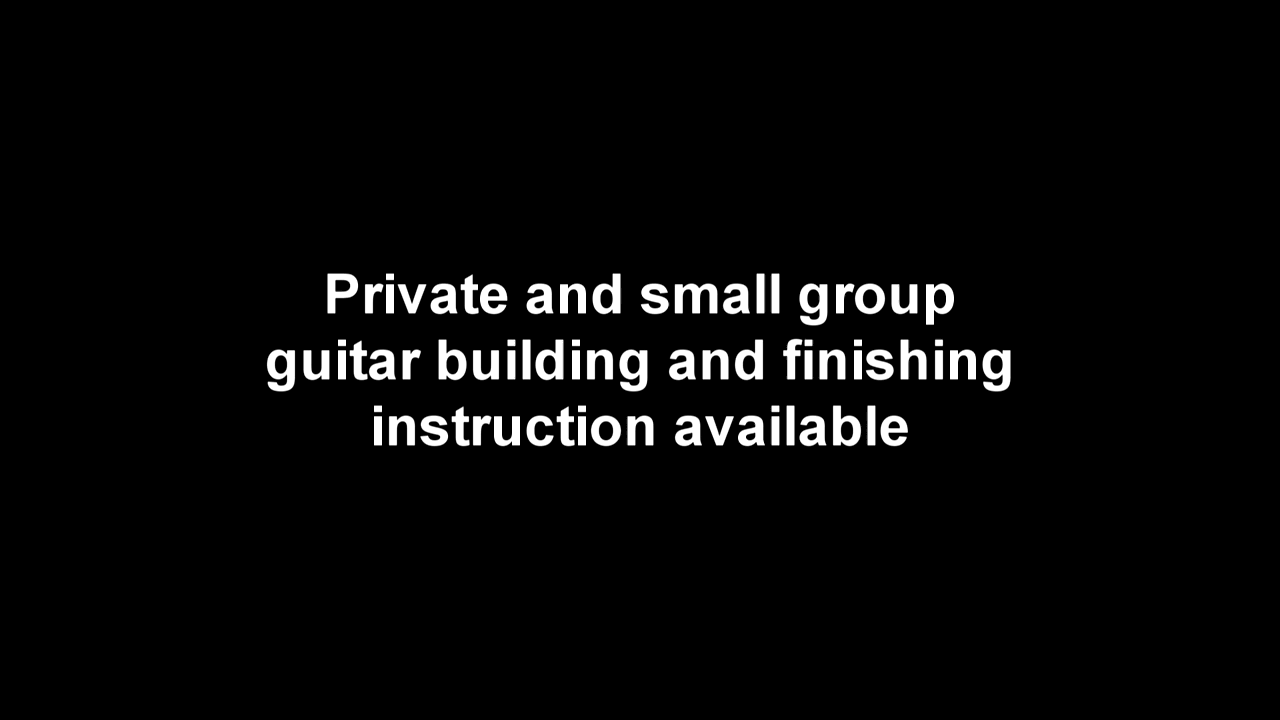 Private and small group
guitar building and finishing
instruction available